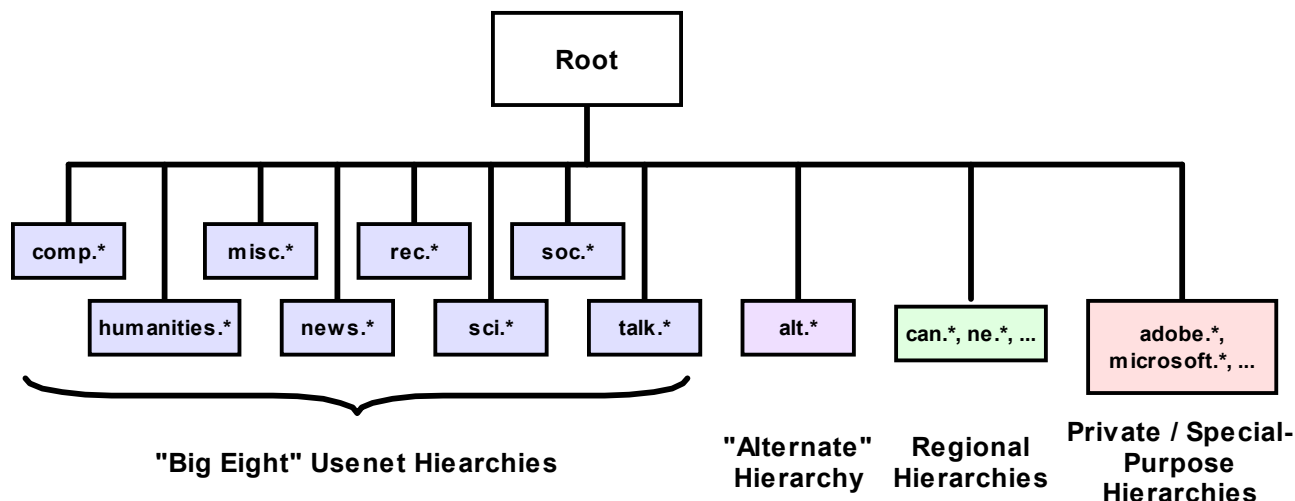 Root
comp.*
misc.*
rec.*
soc.*
humanities.*
news.*
sci.*
talk.*
alt.*
can.*, ne.*, ...
adobe.*,
microsoft.*, ...
"Big Eight" Usenet Hiearchies
"Alternate"
Hierarchy
Regional
Hierarchies
Private / Special-
Purpose
Hierarchies